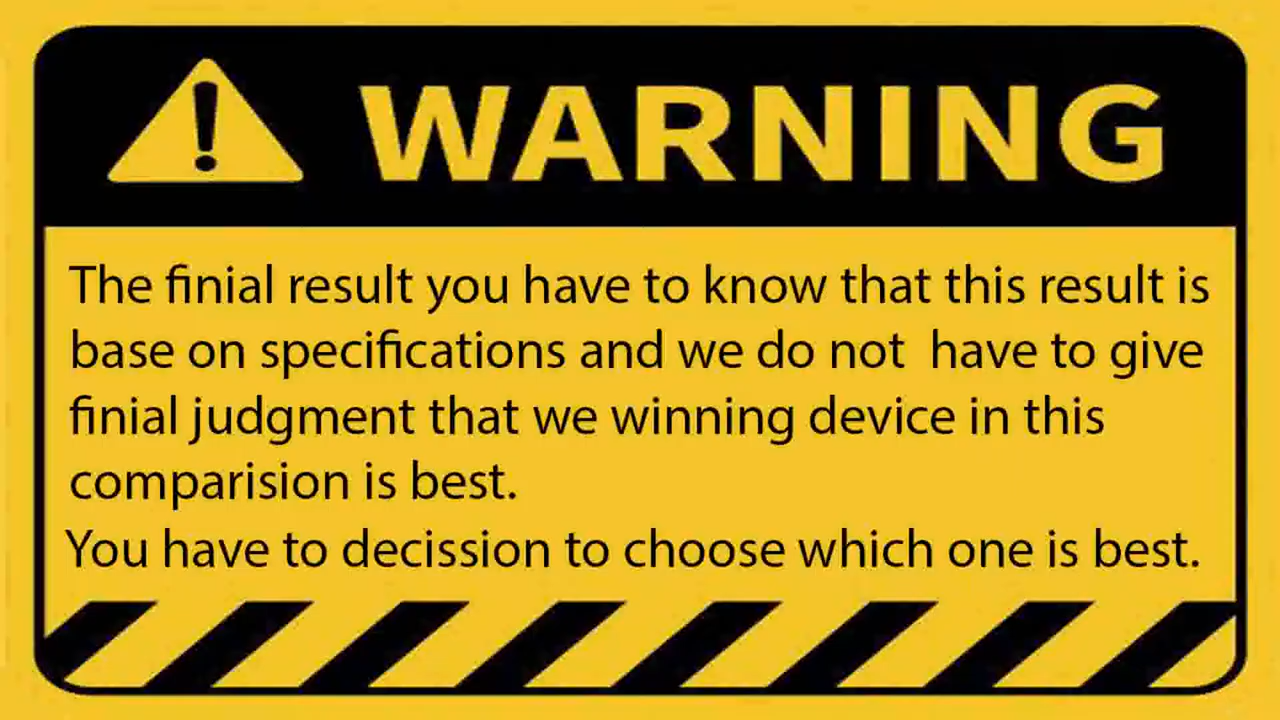 WARNING
The finial result you have to know that this result is
base on specifications and we do not have to give
finial judgment that we winning device in this
comparision is best.
You have to decission to choose which one is best.